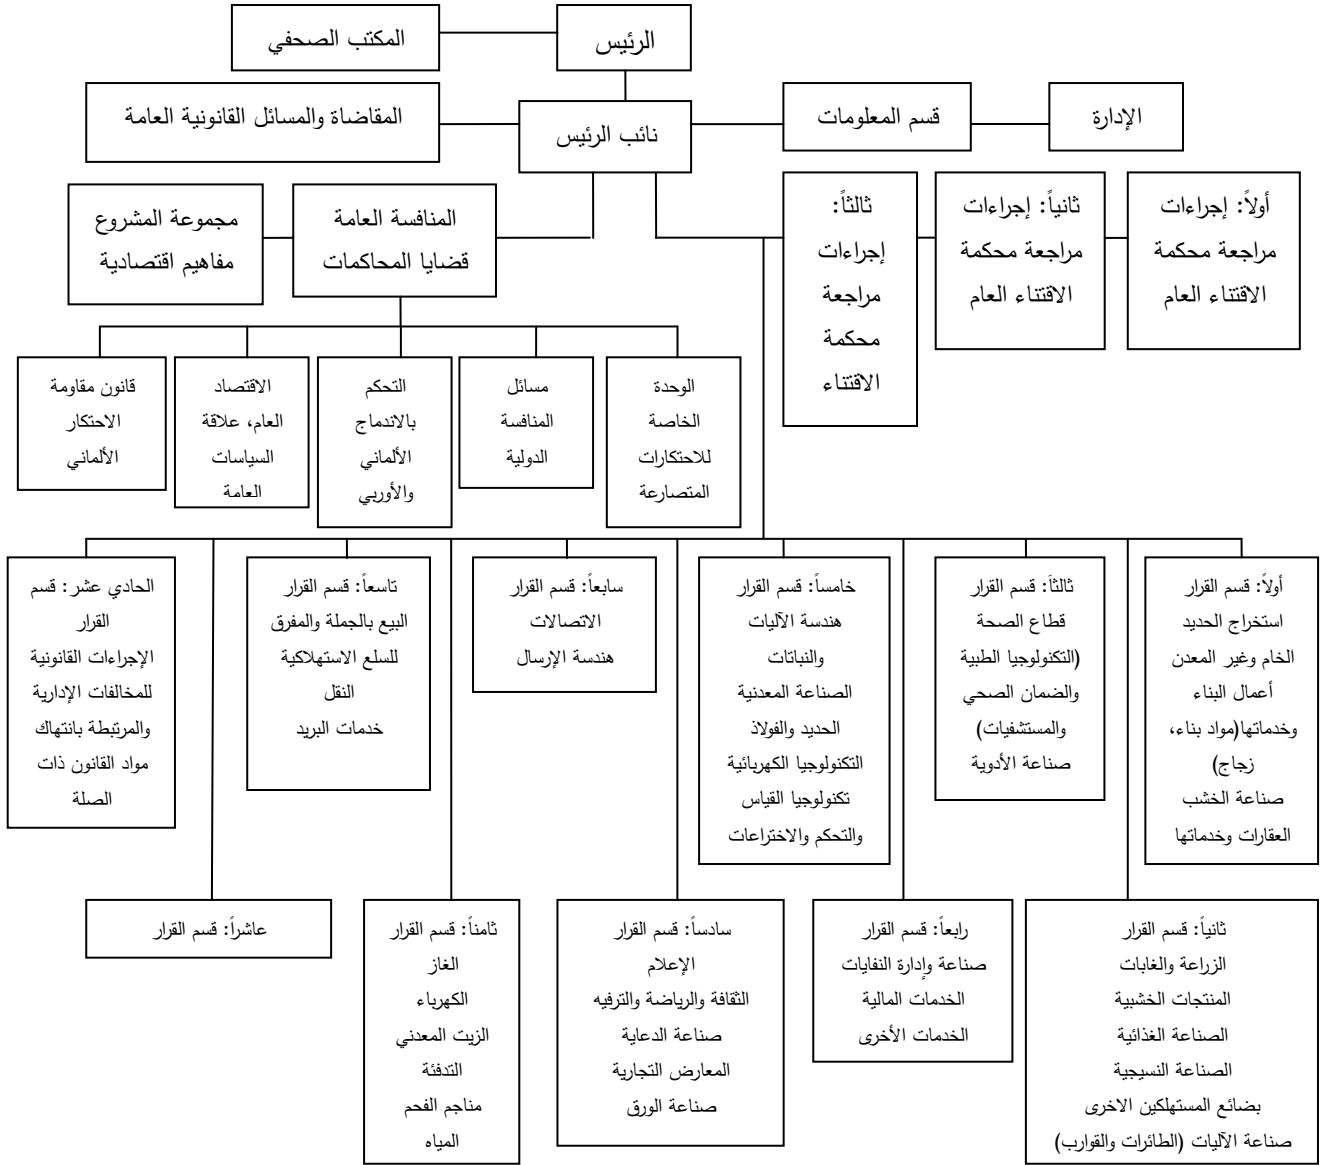 الرئيس
المكتب الصحفي
الإدارة
قسم المعلومات
نائب الرئيس
المقاضاة والمسائل القانونية العامة
أولاً: إجراءات
مراجعة محكمة
الاقتناء العام
ثانياً: إجراءات
مراجعة محكمة
الاقتناء العام
ثالثاً:
إجراءات
مراجعة
محكمة
الاقتناء
المنافسة العامة
قضايا المحاكمات
مجموعة المشروع
مفاهيم اقتصادية
الوحدة
الخاصة
للاحتكارات
المتصارعة
مسائل
المنافسة
الدولية
التحكم
بالاندماج
الألماني
والأوربي
الاقتصاد
العام، علاقة
السياسات
العامة
قانون مقاومة
الاحتكار
الألماني
أولاً: قسم القرار
استخراج الحديد
الخام وغير المعدن
أعمال البناء
وخدماتها(مواد بناء،
زجاج)
صناعة الخشب
العقارات وخدماتها
ثالثاً: قسم القرار
قطاع الصحة
(التكنولوجيا الطبية
والضمان الصحي
والمستشفيات)
صناعة الأدوية
خامساً: قسم القرار
هندسة الآليات
والنباتات
الصناعة المعدنية
الحديد والفولاذ
التكنولوجيا الكهربائية
تكنولوجيا القياس
والتحكم والاختراعات
سابعاً: قسم القرار
الاتصالات
هندسة الإرسال
تاسعاً: قسم القرار
البيع بالجملة والمفرق
للسلع الاستهلاكية
النقل
خدمات البريد
الحادي عشر: قسم
القرار
الإجراءات القانونية
للمخالفات الإدارية
والمرتبطة بانتهاك
مواد القانون ذات
الصلة
ثانياً: قسم القرار
الزراعة والغابات
المنتجات الخشبية
الصناعة الغذائية
الصناعة النسيجية
بضائع المستهلكين الاخرى
صناعة الآليات (الطائرات والقوارب)
رابعاً: قسم القرار
صناعة وإدارة النفايات
الخدمات المالية
الخدمات الأخرى
سادساً: قسم القرار
الإعلام
الثقافة والرياضة والترفيه
صناعة الدعاية
المعارض التجارية
صناعة الورق
ثامناً: قسم القرار
الغاز
الكهرباء
الزيت المعدني
التدفئة
مناجم الفحم
المياه
عاشراً: قسم القرار